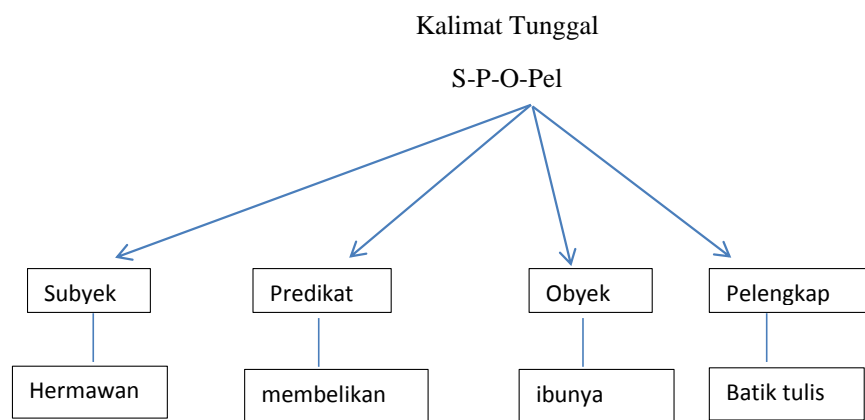 Kalimat Tunggal
S-P-O-Pel
Subyek
Predikat
Obyek
Pelengkap
Hermawan
membelikan
ibunya
Batik tulis